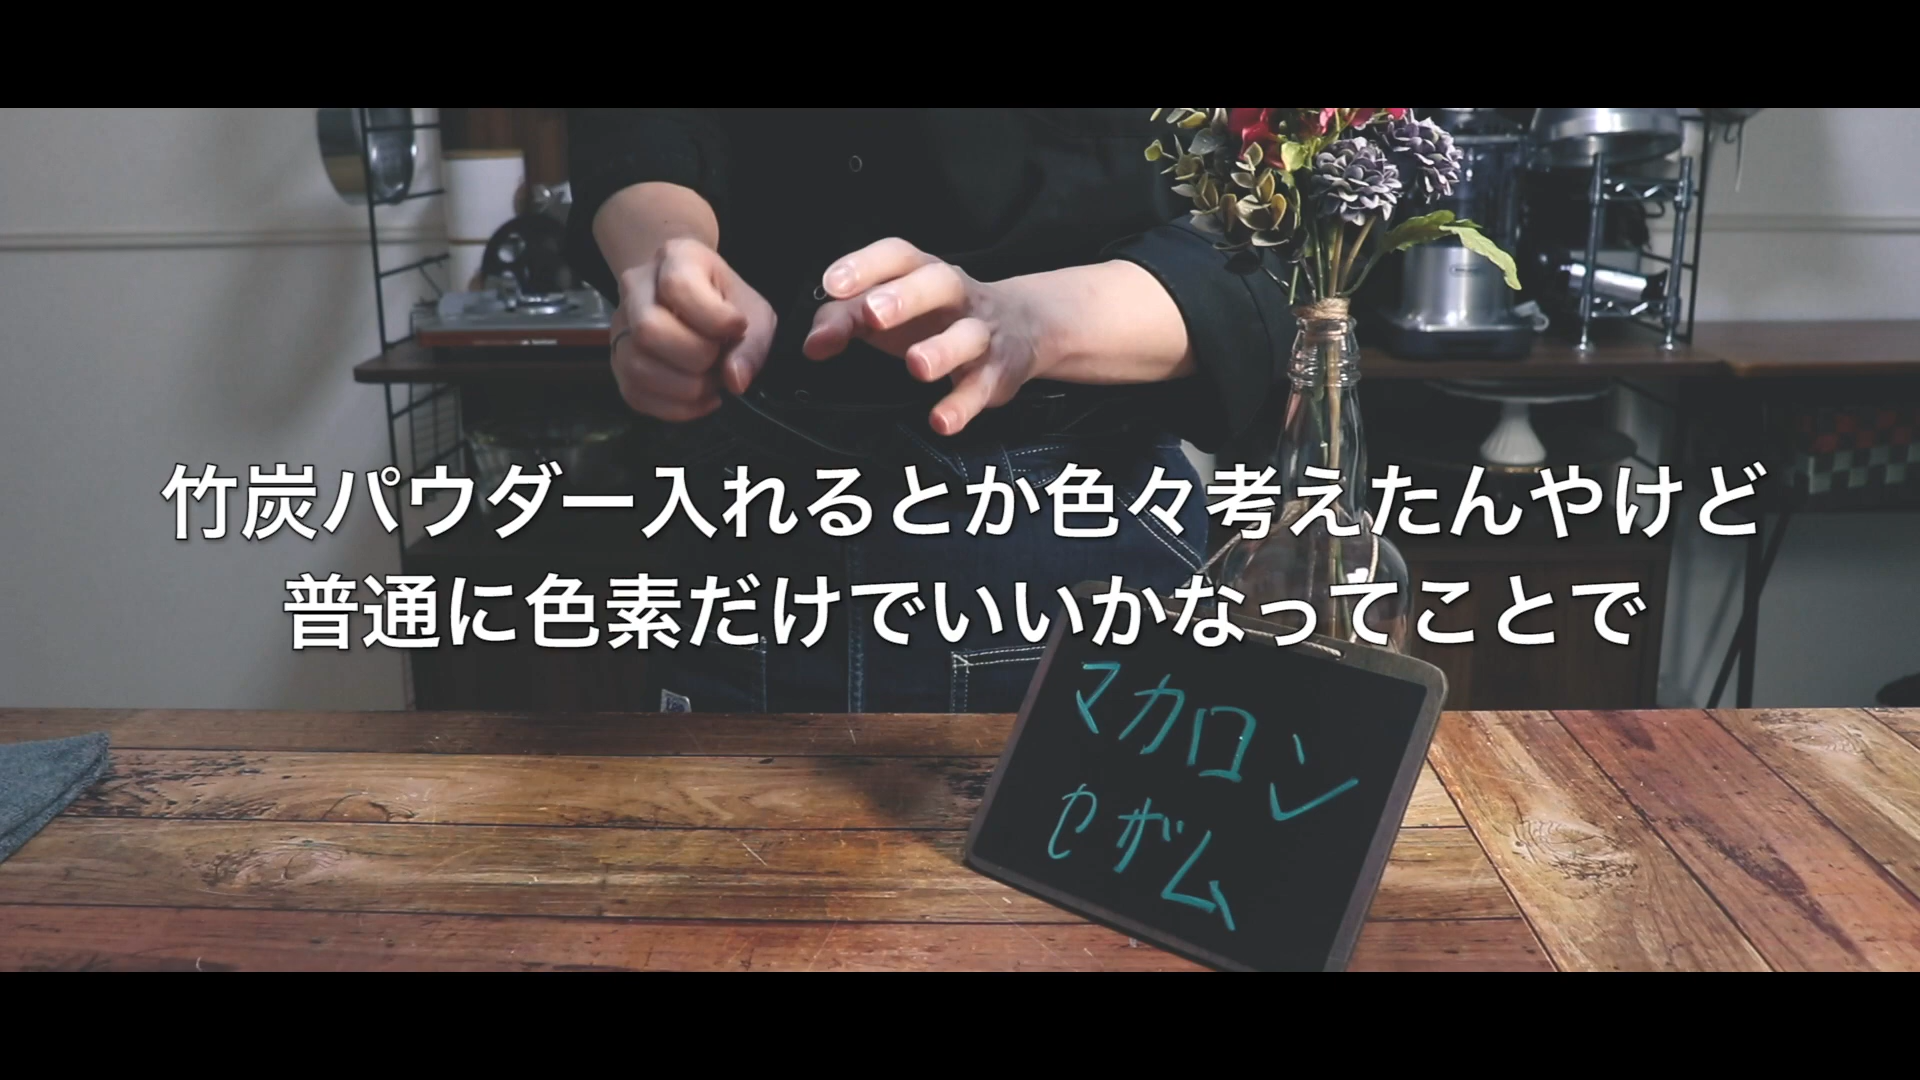 竹炭パウダー入れるとか色々考えたんやけど
普通に色素だけでいいかなってことで
マカロン
セザム